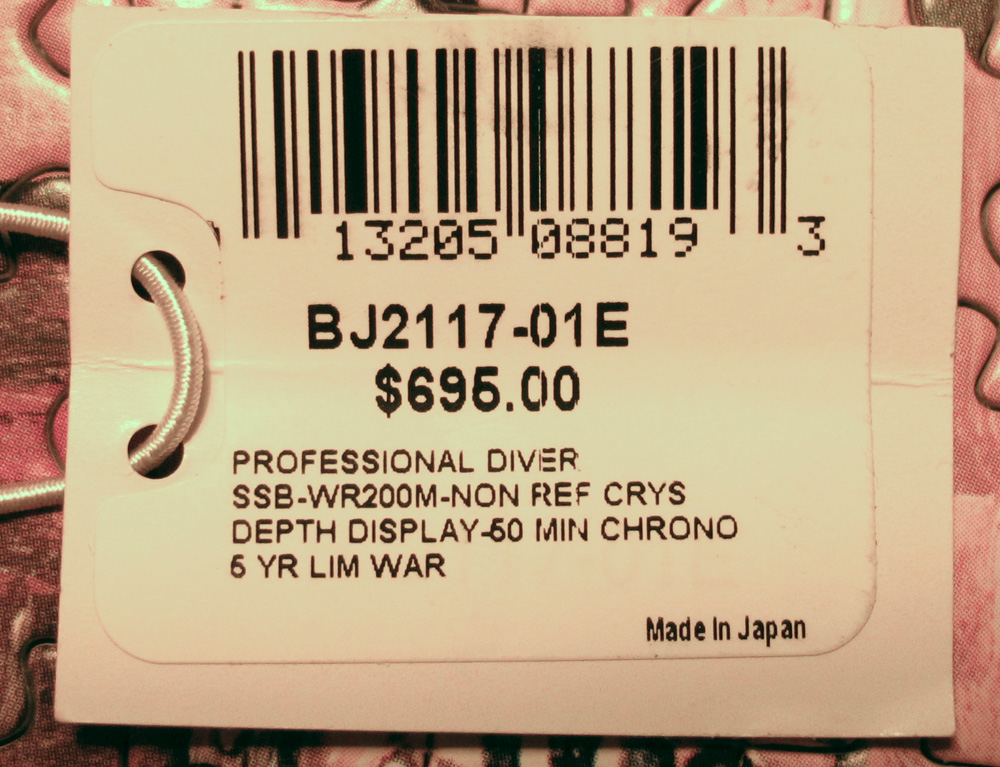 13205 08819 3
BJ2117-01E
$695.00
PROFESSIONAL DIVER
SSB-WR200M-NON REF CRYS
DEPTH DISPLAY-50 MIN CHRONO
5 YR LIM WAR
Made In Japan